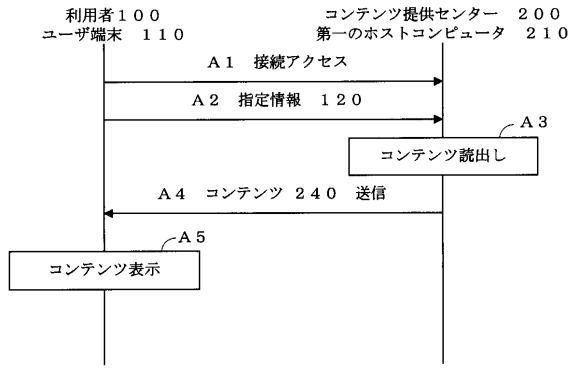 利用者１００
ユーザ端末　１１０
コンテンツ提供センター　２００
第一のホストコンピュータ　２１０
Ａ１　接続アクセス
Ａ２　指定情報　１２０
Ａ３
コンテンツ読出し
Ａ４　コンテンツ　２４０　送信
Ａ５
コンテンツ表示